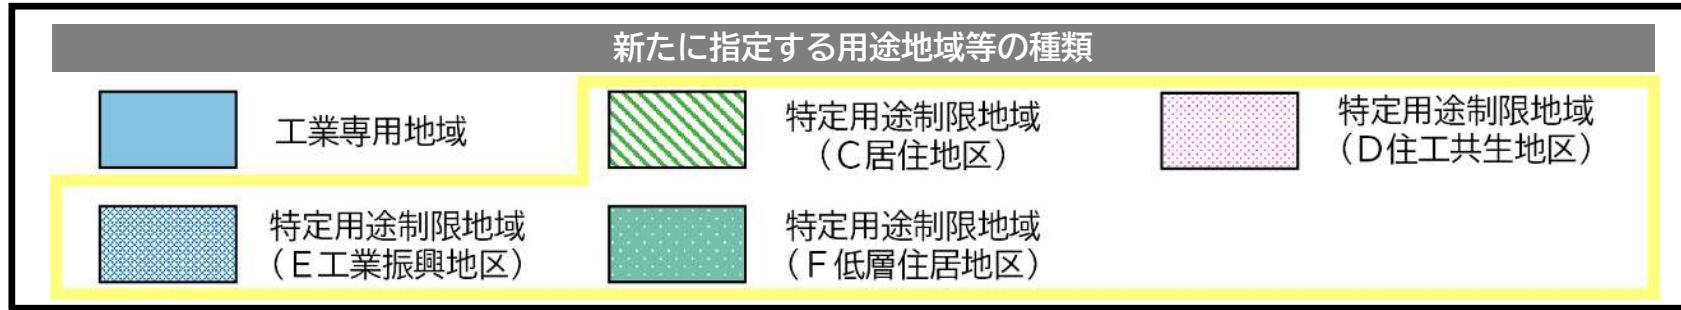 新たに指定する用途地域等の種類
工業専用地域
特定用途制限地域
（Ｃ居住地区）
特定用途制限地域
（Ｄ住工共生地区）
特定用途制限地域
（Ｅ工業振興地区）
特定用途制限地域
（Ｆ低層住居地区）